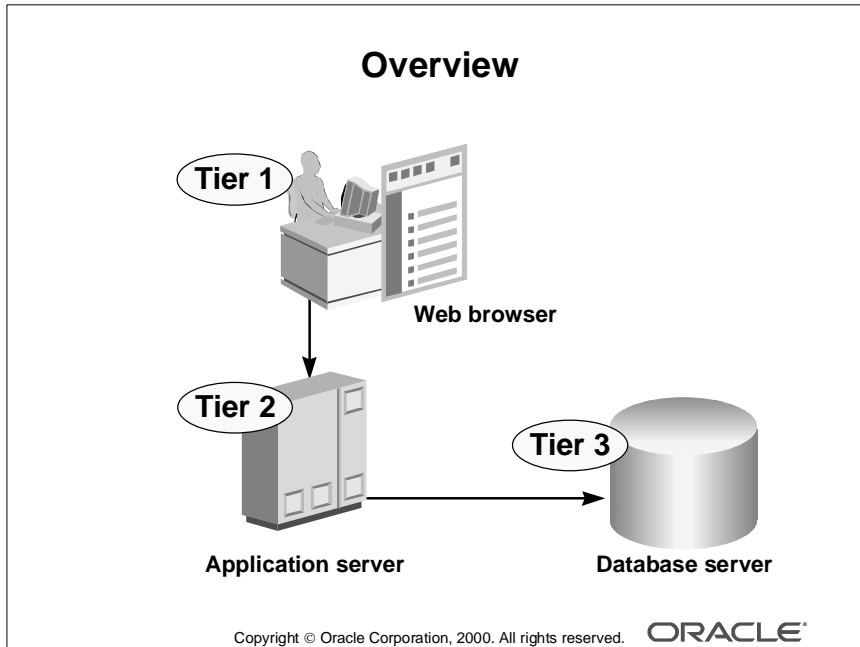 Overview
Tier 1
Web browser
Tier 2
Tier 3
Application server
Database server
Copyright © Oracle Corporation, 2000. All rights reserved.
ORACLE®